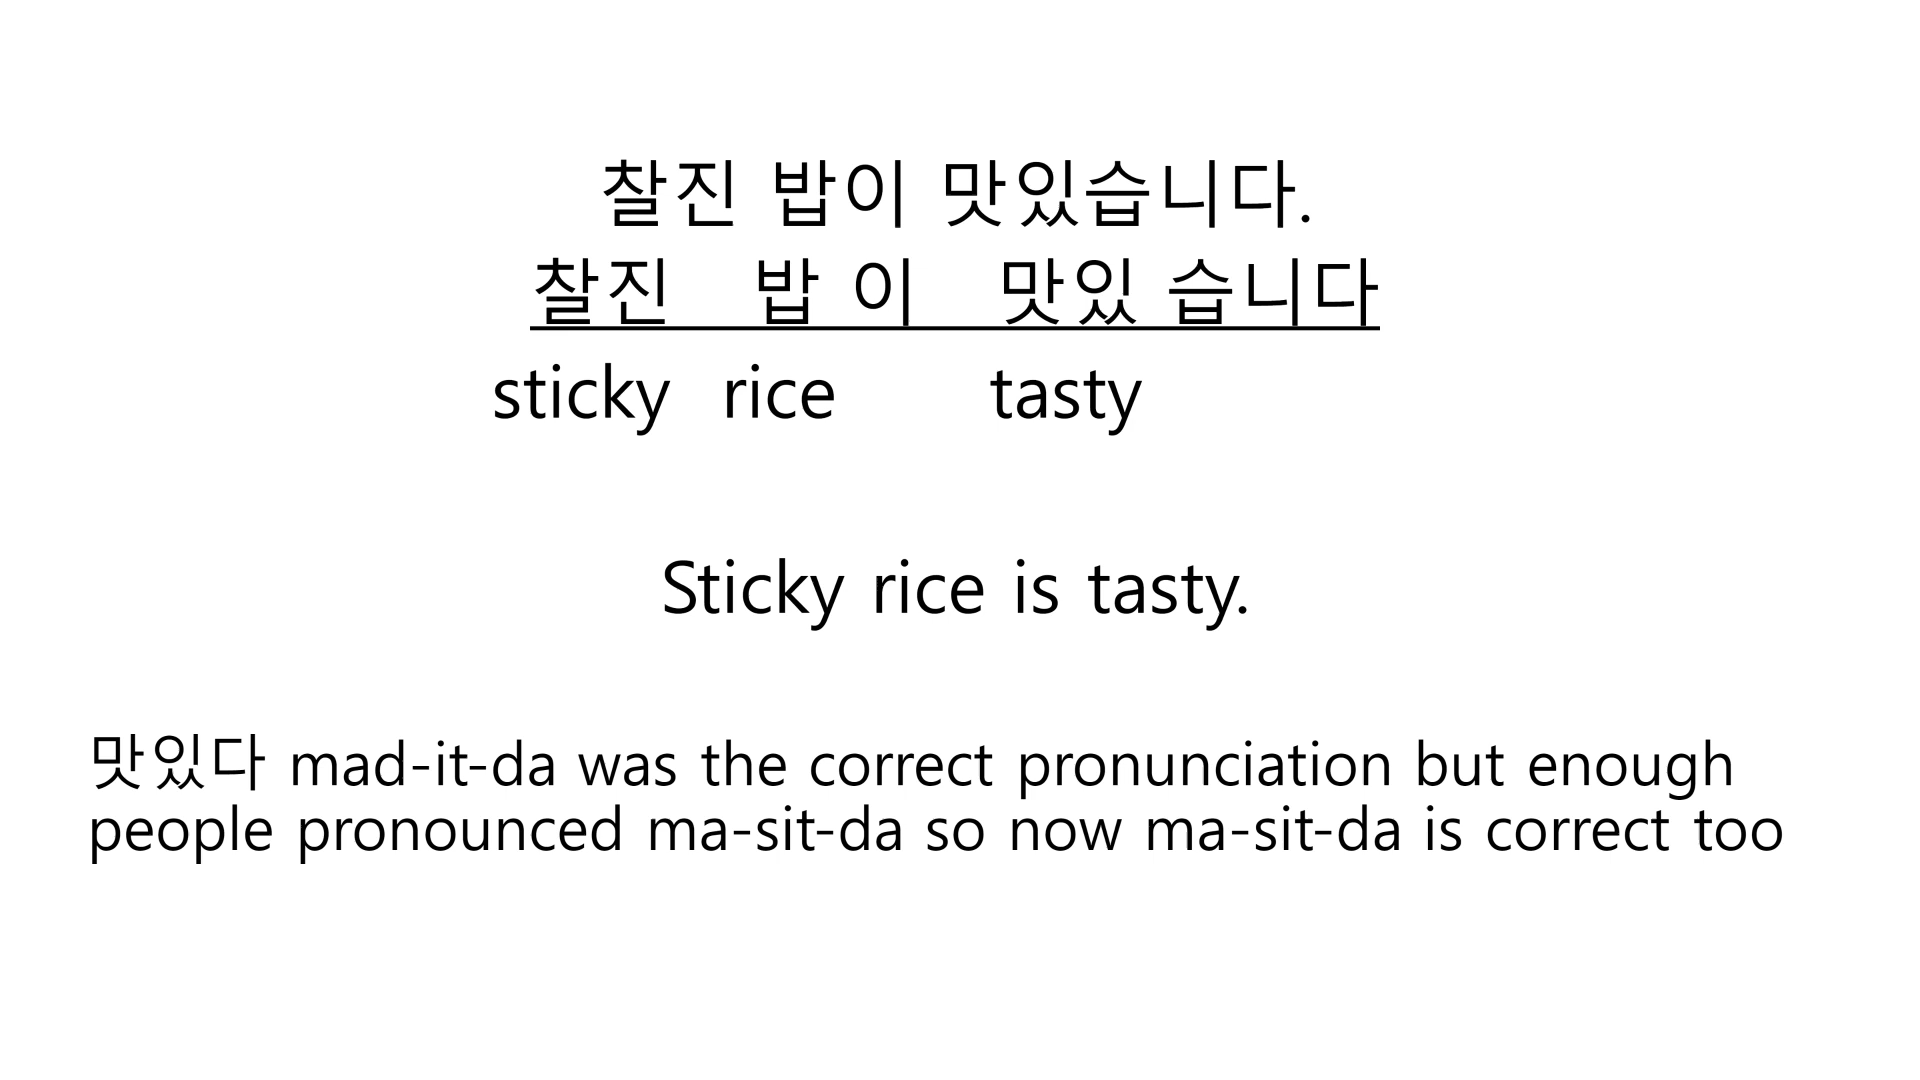 찰진 밥이 맛있습니다.
찰진 밥 이 맛있 습니다
sticky rice tasty
Sticky rice is tasty.
맛있다 mad-it-da was the correct pronunciation but enough
people pronounced ma-sit-da so now ma-sit-da is correct too